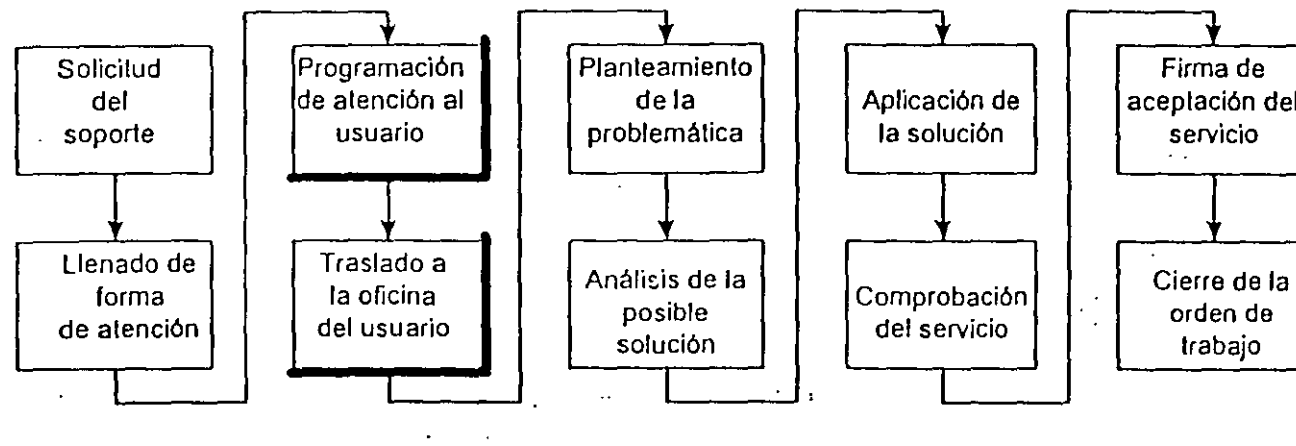 Solicitud
del
soporte
Llenado de
forma
de atención
Programación
de atención al
usuario
Traslado a
la oficina
del usuario
Planteamiento
de la
problemática
Análisis de la
posible
solución
Aplicación de
la solución
Comprobación
del servicio
Firma de
aceptación del
servicio
Cierre de la
orden de
trabajo